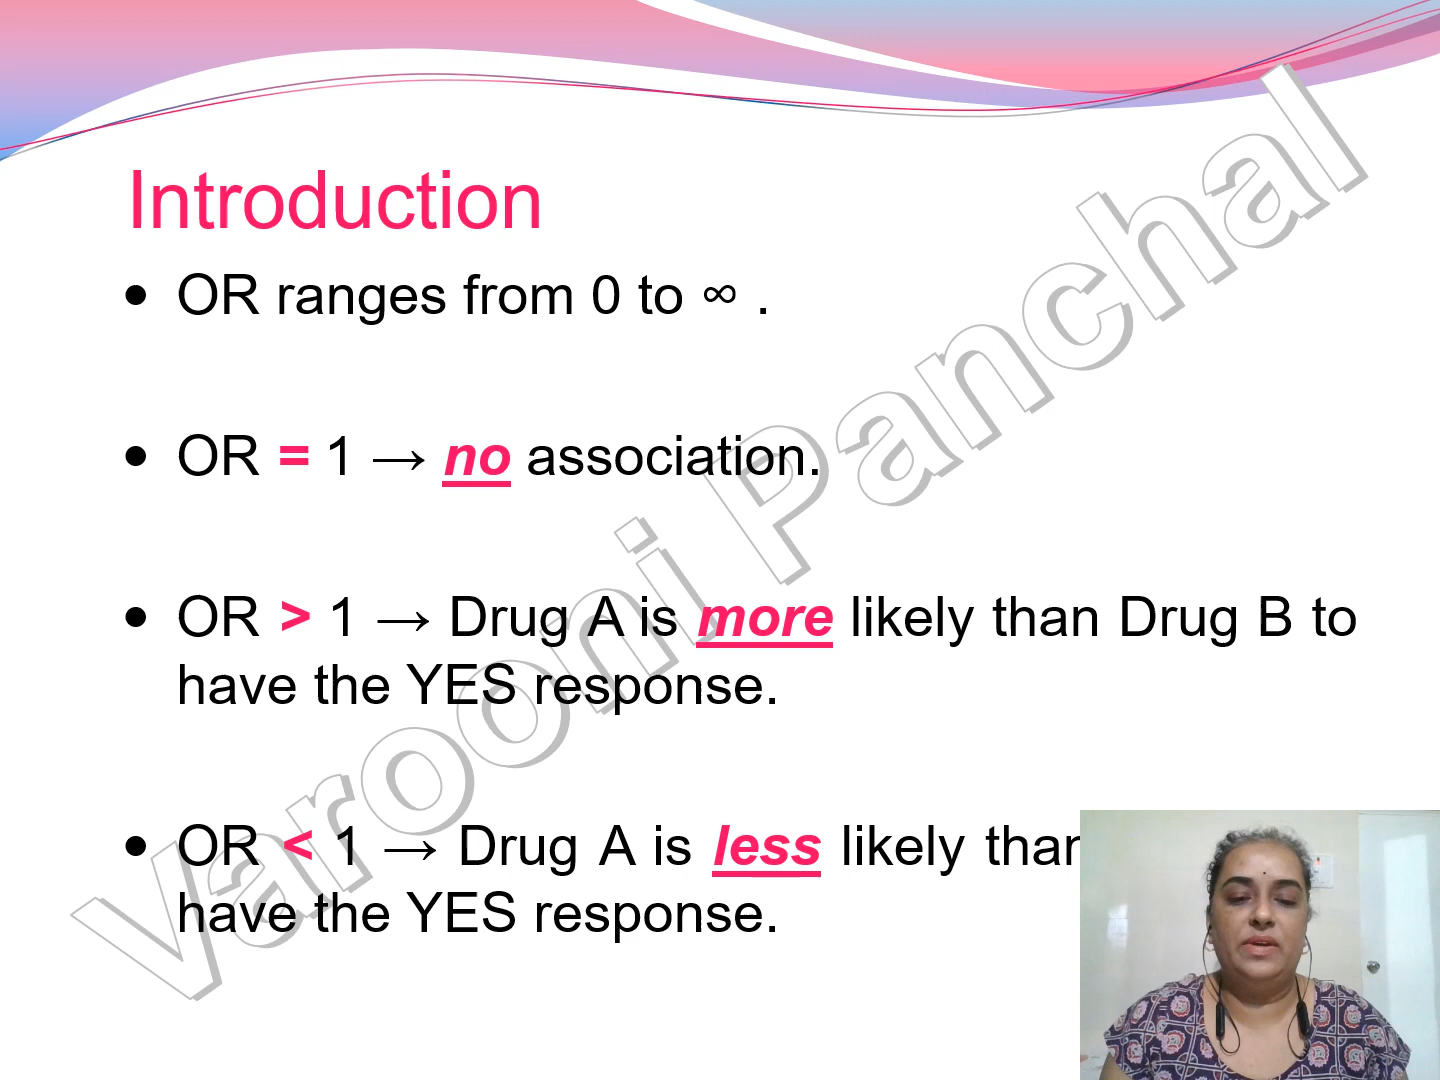 Introduction
• OR ranges from 0 to ∞ .
• OR = 1 → no association.
• OR > 1 → Drug A is more likely than Drug B to
have the YES response.
• OR < 1 → Drug A is less likely than
have the YES response.
Varooni Panchal